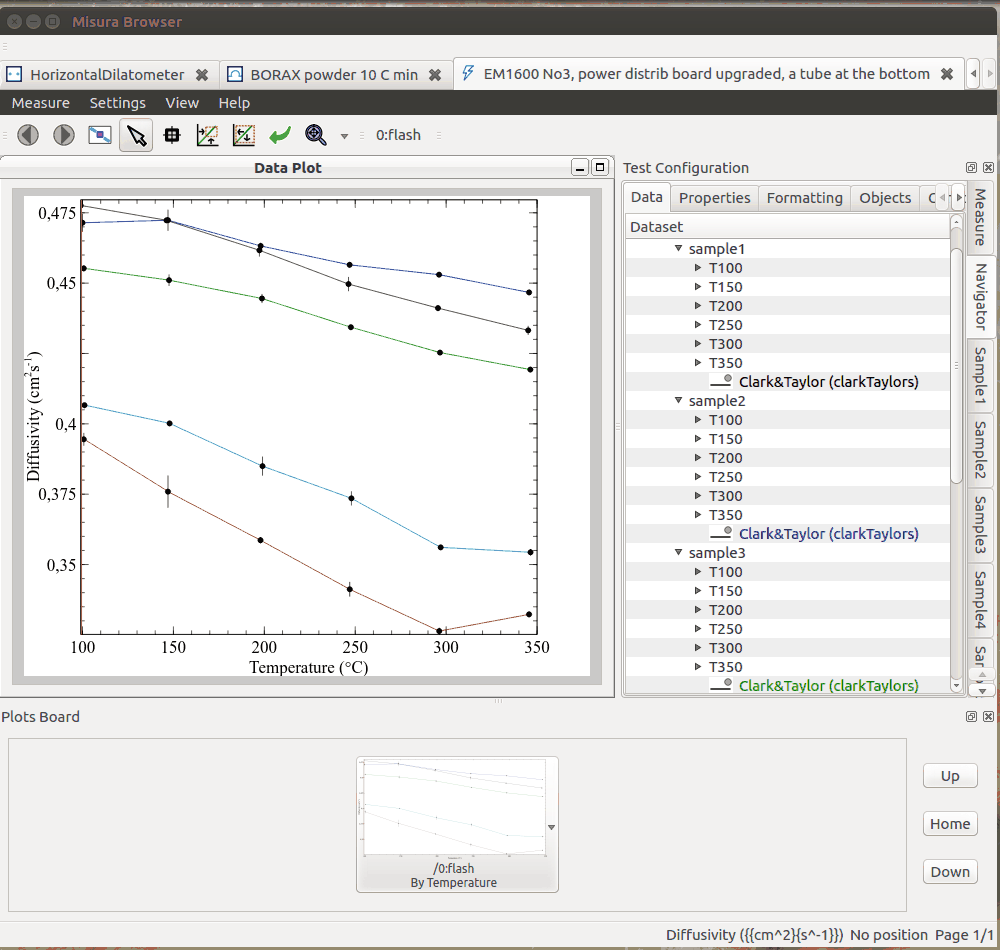 Misura Browser
HorizontalDilatometer
BORAX powder 10 C min
EM1600 No3, power distrib board upgraded, a tube at the bottom
Measure Settings View Help
0:flash
Data Plot
0,475
0,45
0,4
0,375
0,35
Diffusivity (cm²s⁻¹)
100 150 200 250 300 350
Temperature (°C)
Test Configuration
Data Properties Formatting Objects
Dataset
sample1
T100
T150
T200
T250
T300
T350
Clark&Taylor (clarkTaylors)
sample2
T100
T150
T200
T250
T300
T350
Clark&Taylor (clarkTaylors)
sample3
T100
T150
T200
T250
T300
T350
Clark&Taylor (clarkTaylors)
Measure
Navigator
Sample1
Sample2
Sample3
Sample4
Plots Board
/0:flash
By Temperature
Up
Home
Down
Diffusivity ({{cm^2}{s^-1}}) No position Page 1/1